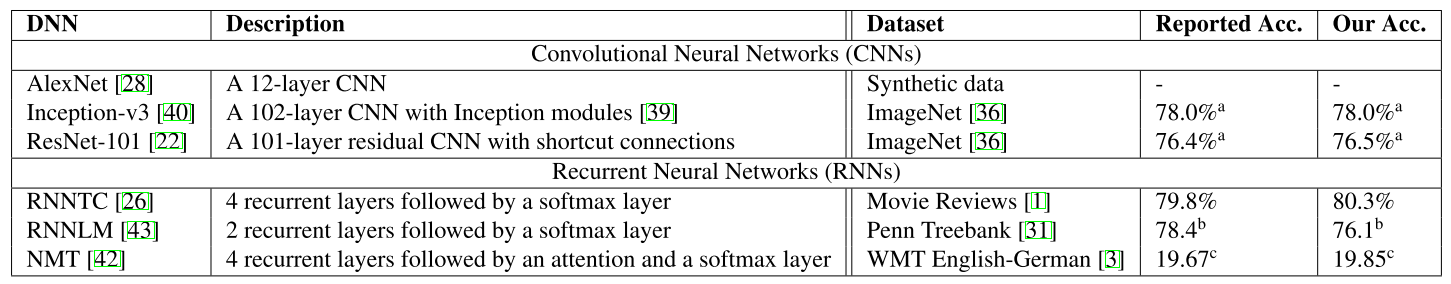 DNN Description Dataset Reported Acc. Our Acc.
Convolutional Neural Networks (CNNs)
AlexNet [28] A 12-layer CNN Synthetic data - -
Inception-v3 [40] A 102-layer CNN with Inception modules [39] ImageNet [36] 78.0%ᵃ 78.0%ᵃ
ResNet-101 [22] A 101-layer residual CNN with shortcut connections ImageNet [36] 76.4%ᵃ 76.5%ᵃ
Recurrent Neural Networks (RNNs)
RNNTC [26] 4 recurrent layers followed by a softmax layer Movie Reviews [1] 79.8% 80.3%
RNNLM [43] 2 recurrent layers followed by a softmax layer Penn Treebank [31] 78.4ᵇ 76.1ᵇ
NMT [42] 4 recurrent layers followed by an attention and a softmax layer WMT English-German [3] 19.67ᶜ 19.85ᶜ